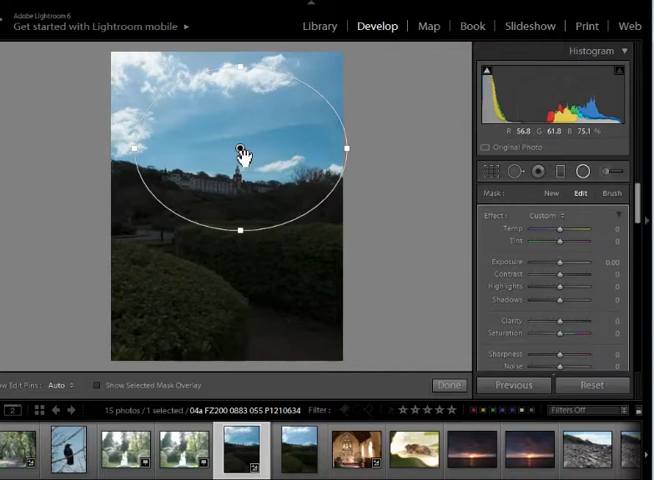 Adobe Lightroom 6
Get started with Lightroom mobile ▶
Library | Develop | Map | Book | Slideshow | Print | Web
Histogram
R 56.8 G 61.8 B 75.1 %
Original Photo
Mask: New Edit Brush
Effect: Custom
Temp 0
Tint 0
Exposure 0.00
Contrast 0
Highlights 0
Shadows 0
Clarity 0
Saturation 0
Sharpness 0
Noise 0
ow Edit Pins: Auto Show Selected Mask Overlay Done
Previous Reset
2 15 photos / 1 selected / 04a FZ200 0883 055 P1210634 Filter: Filters Off